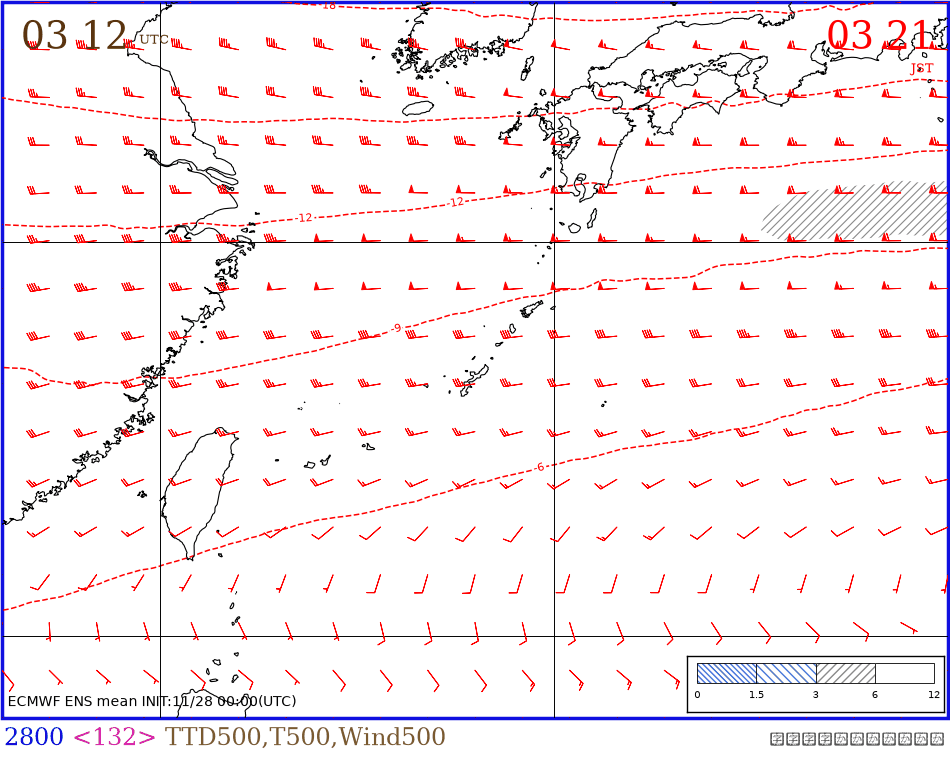 -18
03 12 UTC
03 21
JST
-12
-12
-9
-6
0 1.5 3 6 12
ECMWF ENS mean INIT:11/28 00:00(UTC)
2800 <132> TTD500,T500,Wind500